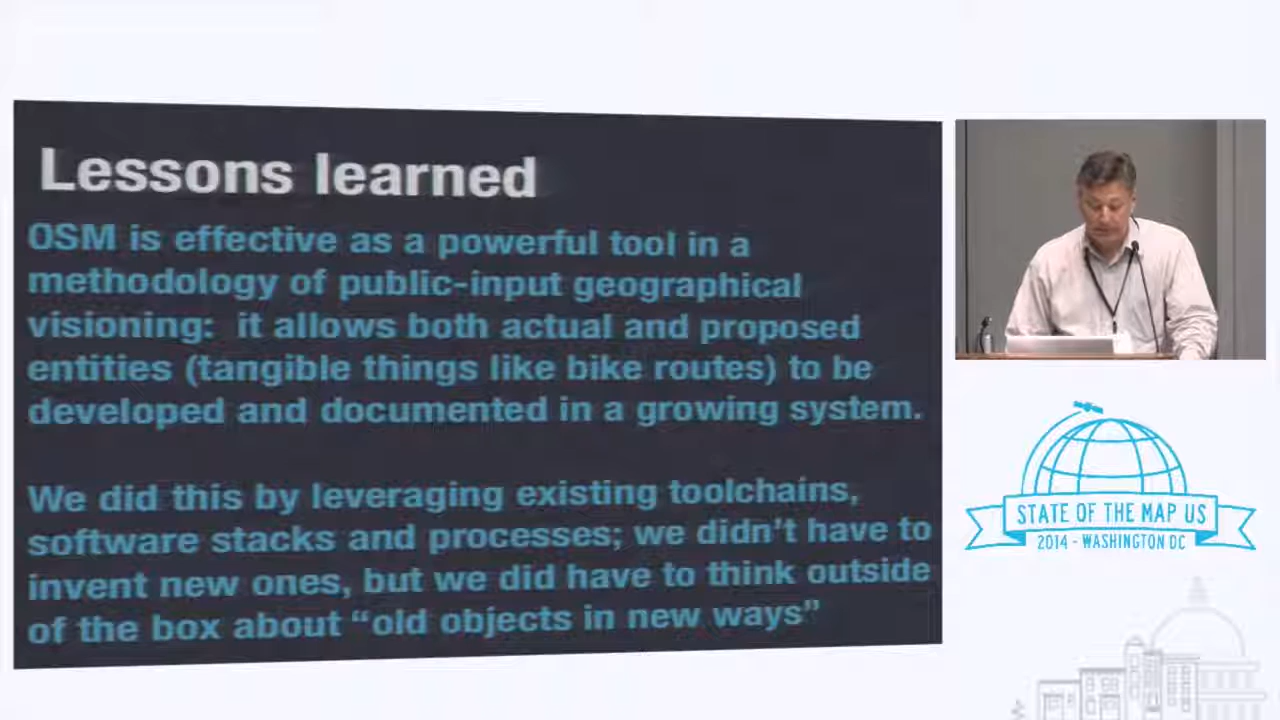 Lessons learned
OSM is effective as a powerful tool in a
methodology of public-input geographical
visioning:  it allows both actual and proposed
entities (tangible things like bike routes) to be
developed and documented in a growing system.
We did this by leveraging existing toolchains,
software stacks and processes; we didn't have to
invent new ones, but we did have to think outside
of the box about “old objects in new ways”
STATE OF THE MAP US
2014 - WASHINGTON DC